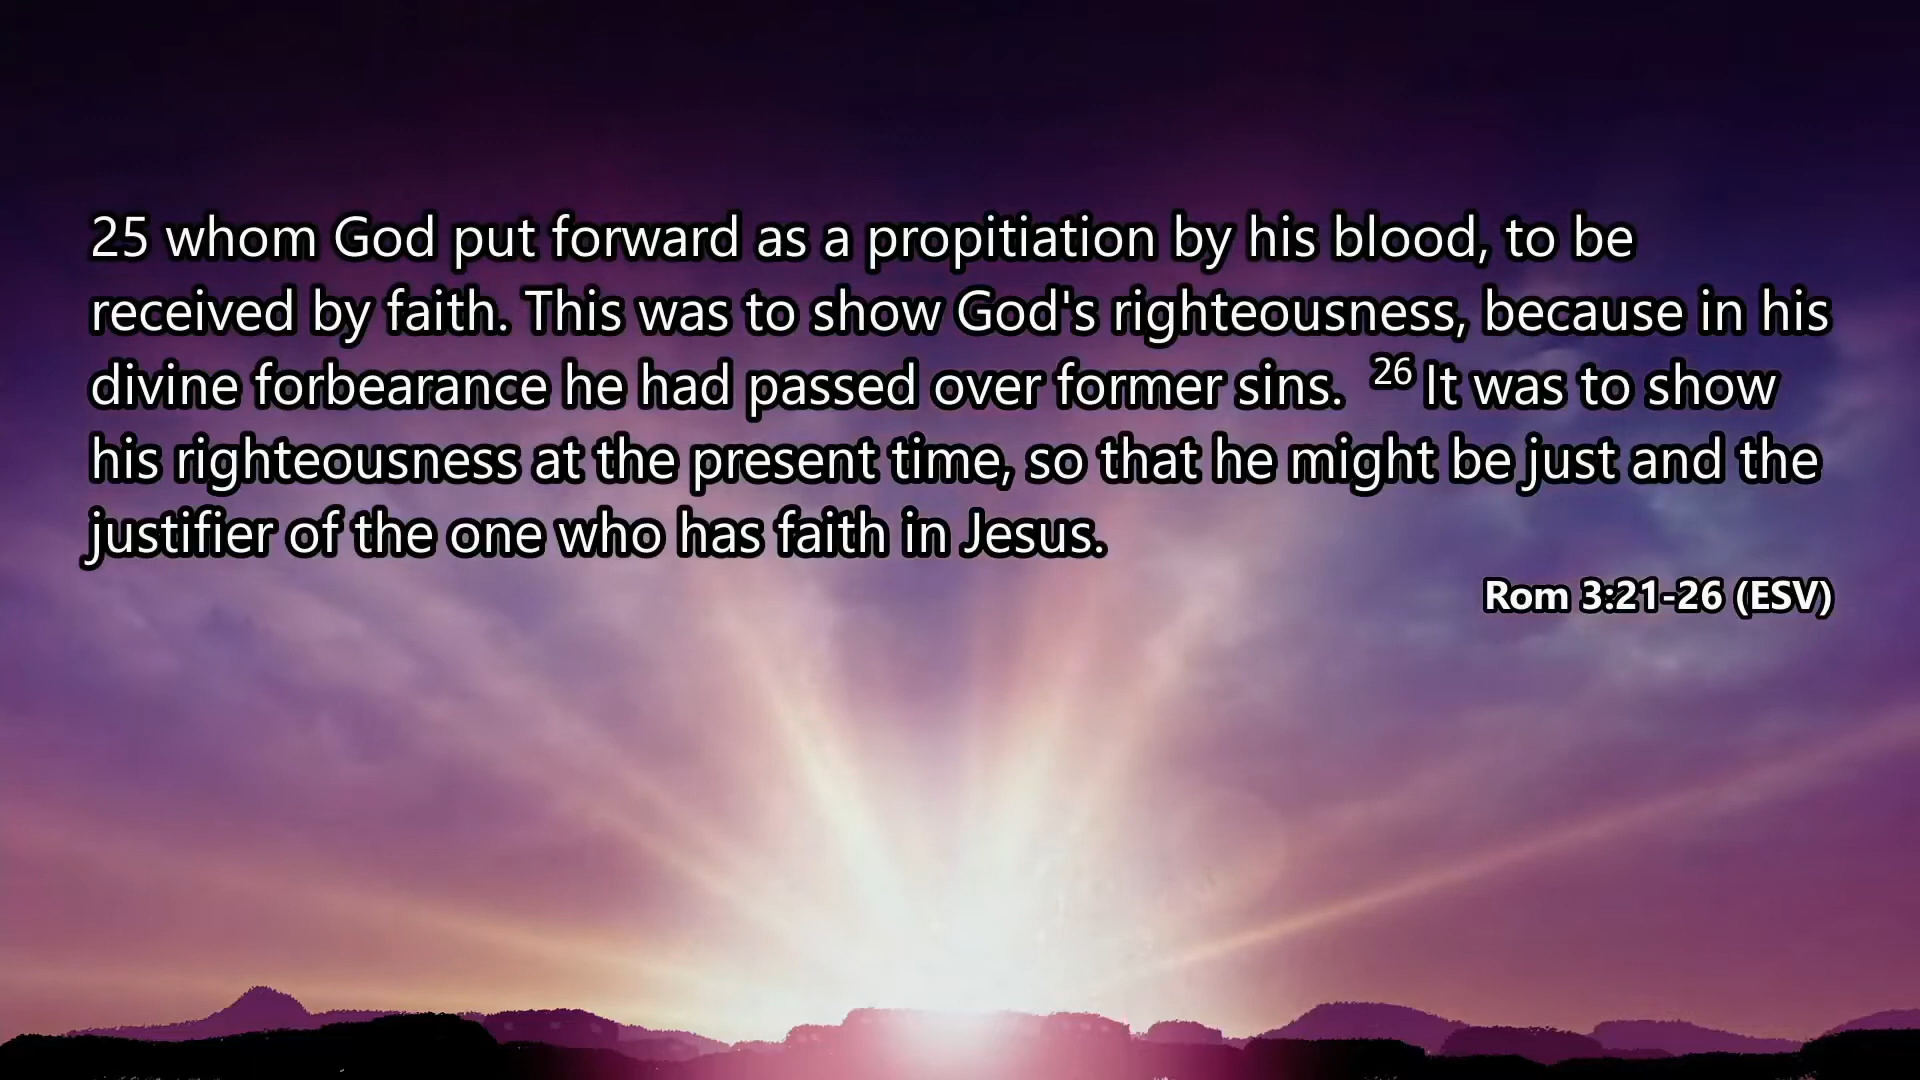 25 whom God put forward as a propitiation by his blood, to be
received by faith. This was to show God's righteousness, because in his
divine forbearance he had passed over former sins. 26 It was to show
his righteousness at the present time, so that he might be just and the
justifier of the one who has faith in Jesus.
Rom 3:21-26 (ESV)